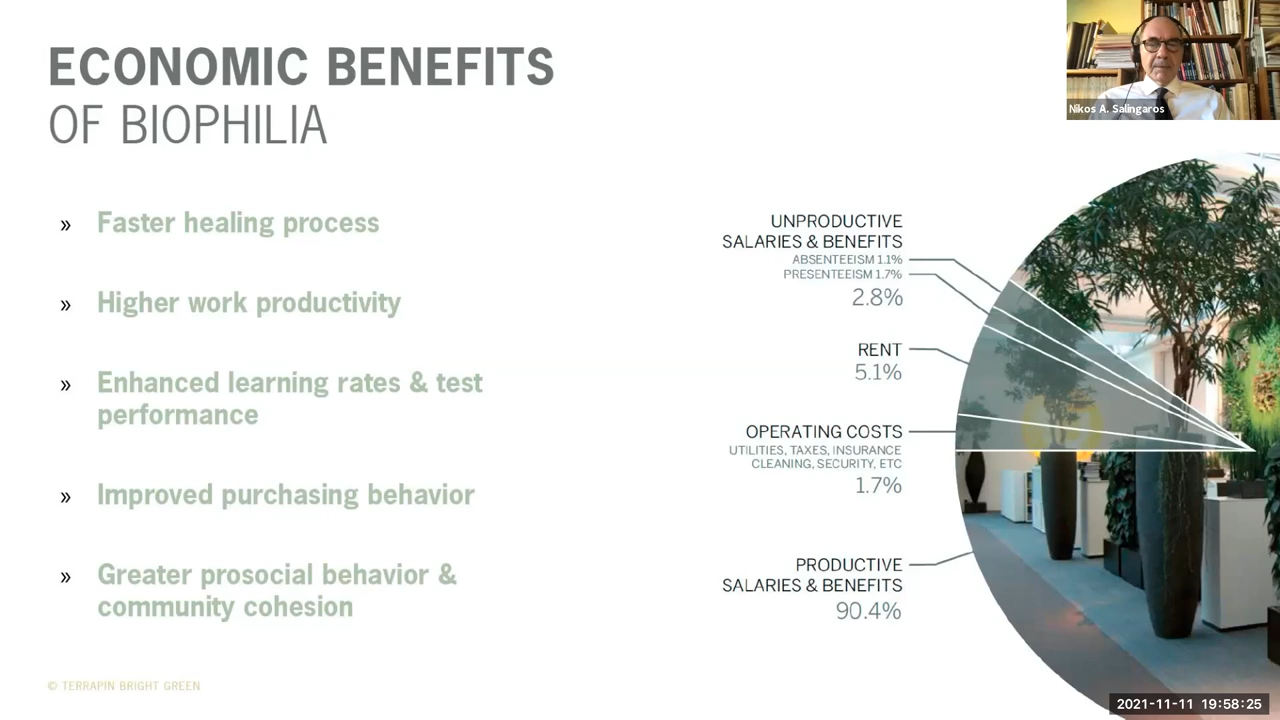 ECONOMIC BENEFITS
OF BIOPHILIA
» Faster healing process
» Higher work productivity
» Enhanced learning rates & test
performance
» Improved purchasing behavior
» Greater prosocial behavior &
community cohesion
© TERRAPIN BRIGHT GREEN
UNPRODUCTIVE
SALARIES & BENEFITS
ABSENTEEISM 1.1%
PRESENTEEISM 1.7%
2.8%
RENT
5.1%
OPERATING COSTS
UTILITIES, TAXES, INSURANCE
CLEANING, SECURITY, ETC
1.7%
PRODUCTIVE
SALARIES & BENEFITS
90.4%
Nikos A. Salingaros
2021-11-11 19:58:25